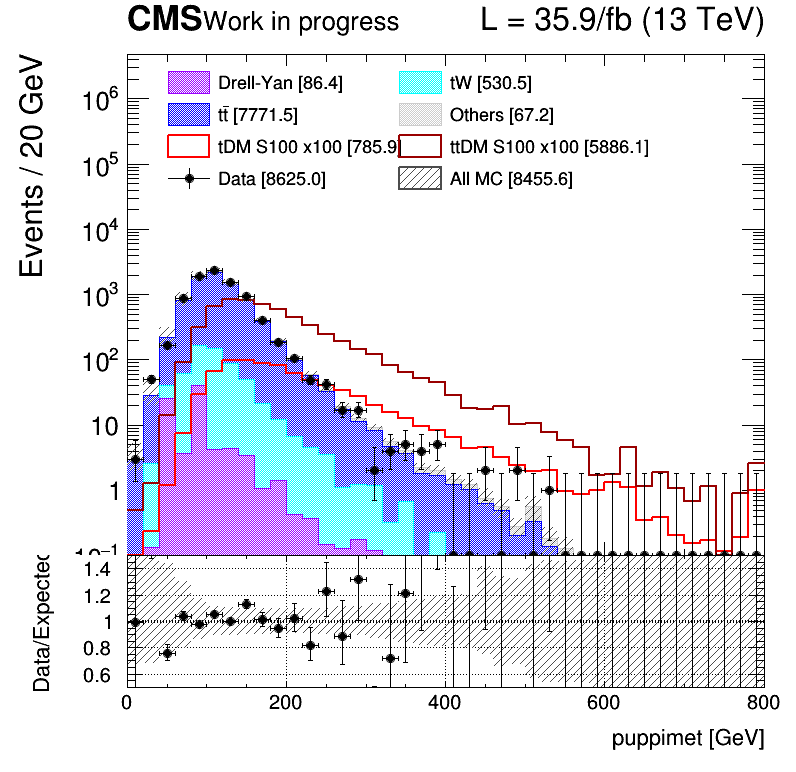 CMS Work in progress L = 35.9/fb (13 TeV)
Events / 20 GeV
Drell-Yan [86.4] tW [530.5]
tt̄ [7771.5] Others [67.2]
tDM S100 x100 [785.9] ttDM S100 x100 [5886.1]
Data [8625.0] All MC [8455.6]
10⁶
10⁵
10⁴
10³
10²
10
1
10⁻¹
Data/Expected
1.4
1.2
1
0.8
0.6
0 200 400 600 800
puppimet [GeV]